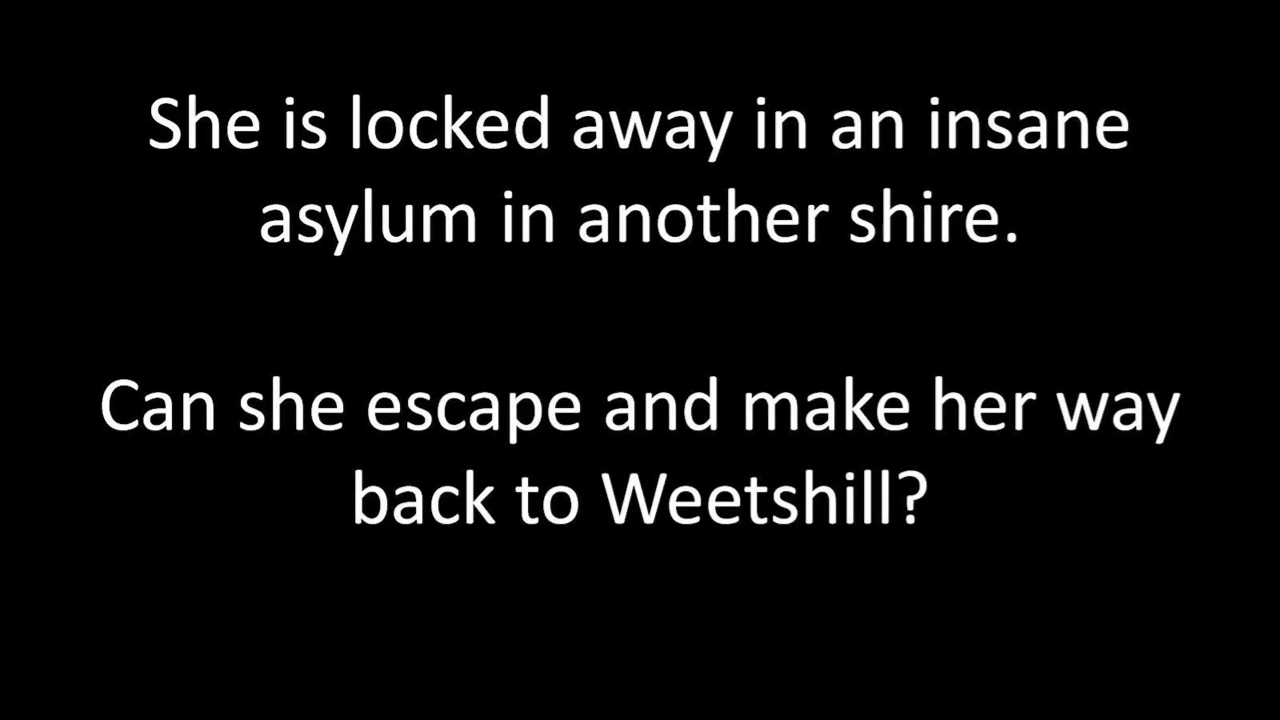 She is locked away in an insane
asylum in another shire.
Can she escape and make her way
back to Weetshill?